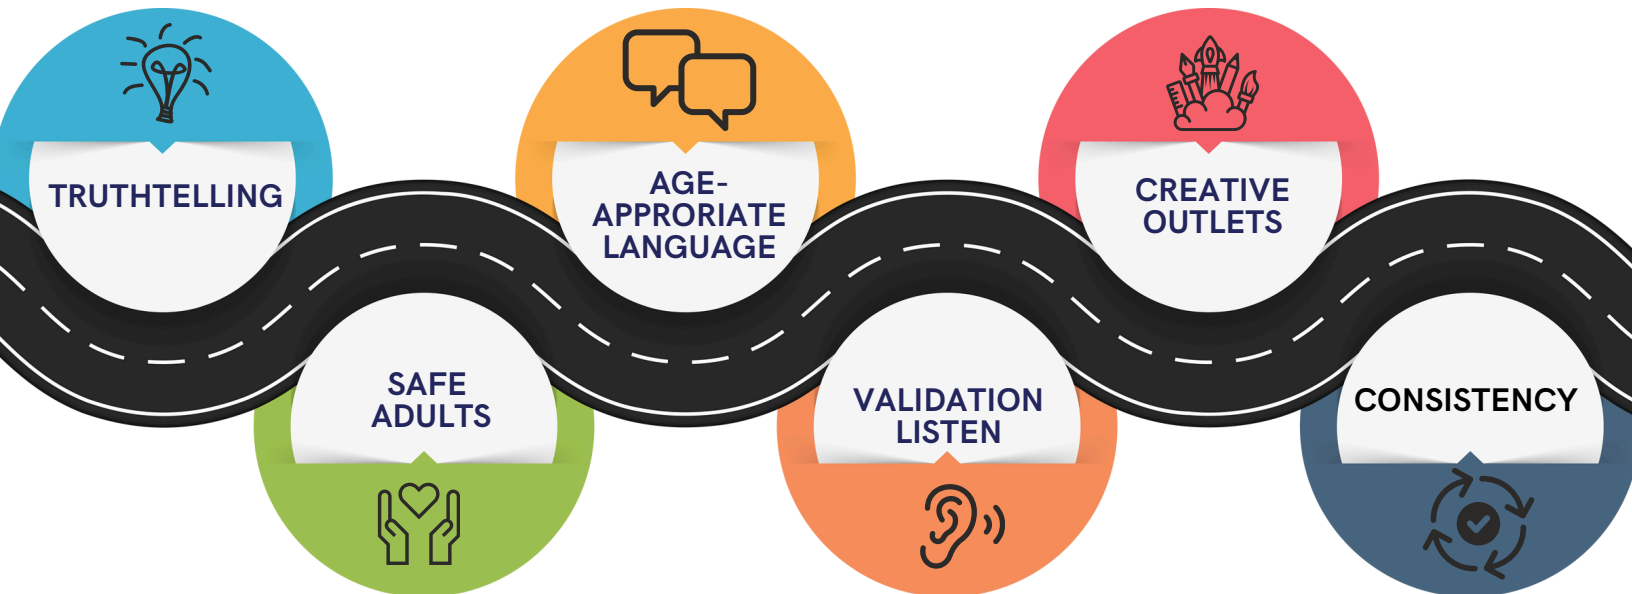 TRUTHTELLING
SAFE
ADULTS
AGE-
APPRORIATE
LANGUAGE
VALIDATION
LISTEN
CREATIVE
OUTLETS
CONSISTENCY